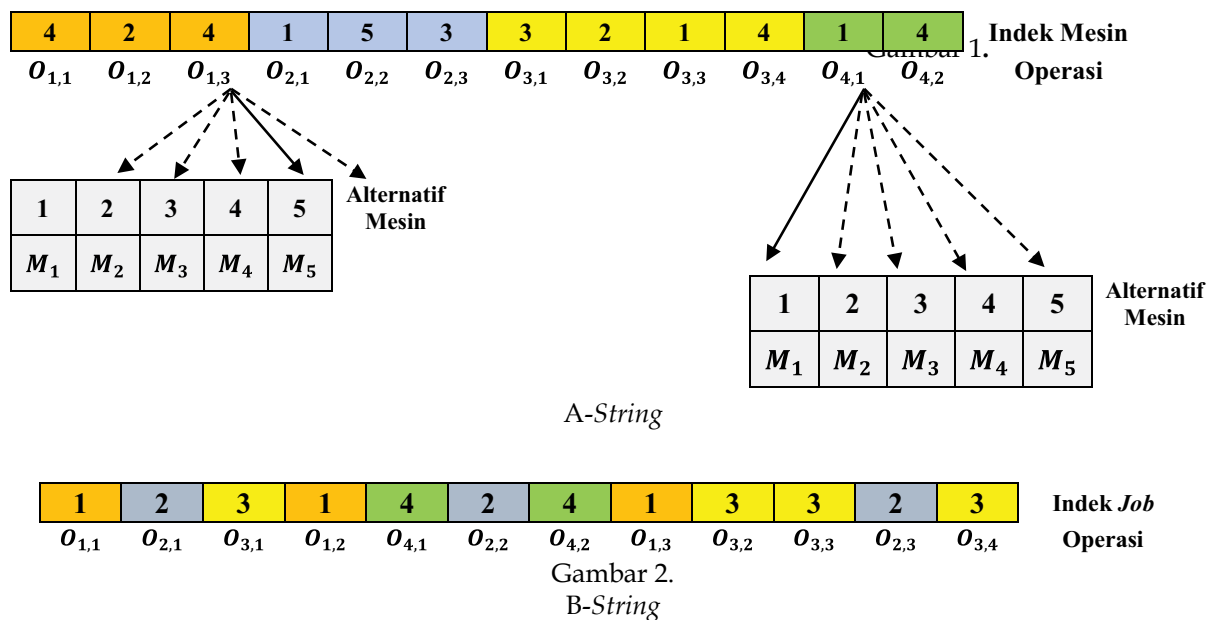 4 2 4 1 5 3 3 2 1 4 1 4 Indek Mesin
Gambar 1.
O1,1 O1,2 O1,3 O2,1 O2,2 O2,3 O3,1 O3,2 O3,3 O3,4 O4,1 O4,2 Operasi
1 2 3 4 5 Alternatif
Mesin
M1 M2 M3 M4 M5
1 2 3 4 5 Alternatif
Mesin
M1 M2 M3 M4 M5
A-String
1 2 3 1 4 2 4 1 3 3 2 3 Indek Job
O1,1 O2,1 O3,1 O1,2 O4,1 O2,2 O4,2 O1,3 O3,2 O3,3 O2,3 O3,4 Operasi
Gambar 2.
B-String